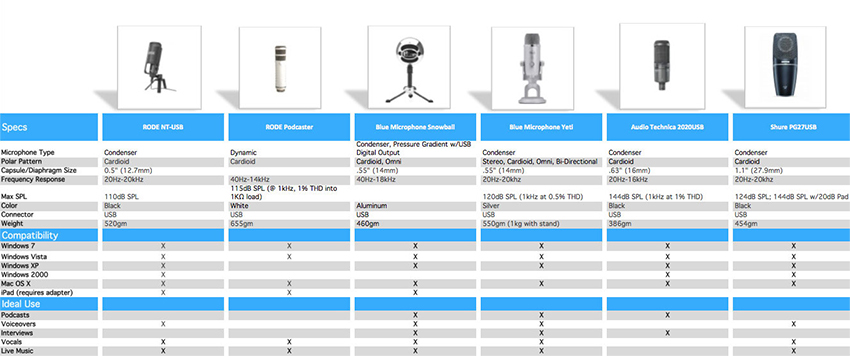 Specs RODE NT-USB RODE Podcaster Blue Microphone Snowball Blue Microphone Yeti Audio Technica 2020USB Shure PG27USB
Microphone Type Condenser Dynamic Condenser, Pressure Gradient w/USB Digital Output Condenser Condenser Condenser
Polar Pattern Cardioid Cardioid Cardioid, Omni Stereo, Cardioid, Omni, Bi-Directional Cardioid Cardioid
Capsule/Diaphragm Size 0.5" (12.7mm) .55" (14mm) .55" (14mm) .63" (16mm) 1.1" (27.9mm)
Frequency Response 20Hz-20kHz 40Hz-14kHz 40Hz-18kHz 20Hz-20kHz 20Hz-16kHz 20Hz-20kHz
Max SPL 110dB SPL 115dB SPL (@ 1kHz, 1% THD into 1KΩ load) 120dB SPL (1kHz at 0.5% THD) 144dB SPL (1kHz at 1% THD) 124dB SPL; 144dB SPL w/20dB Pad
Color Black White Aluminum Silver Black Black
Connector USB USB USB USB USB USB
Weight 520gm 655gm 460gm 550gm (1kg with stand) 386gm 454gm
Compatibility
Windows 7 X X X X X X
Windows Vista X X X X X X
Windows XP X X X X X
Windows 2000 X X X
Mac OS X X X X X X X
iPad (requires adapter) X X X
Ideal Use
Podcasts X X X
Voiceovers X X X X
Interviews X X X
Vocals X X X X X
Live Music X X X X X